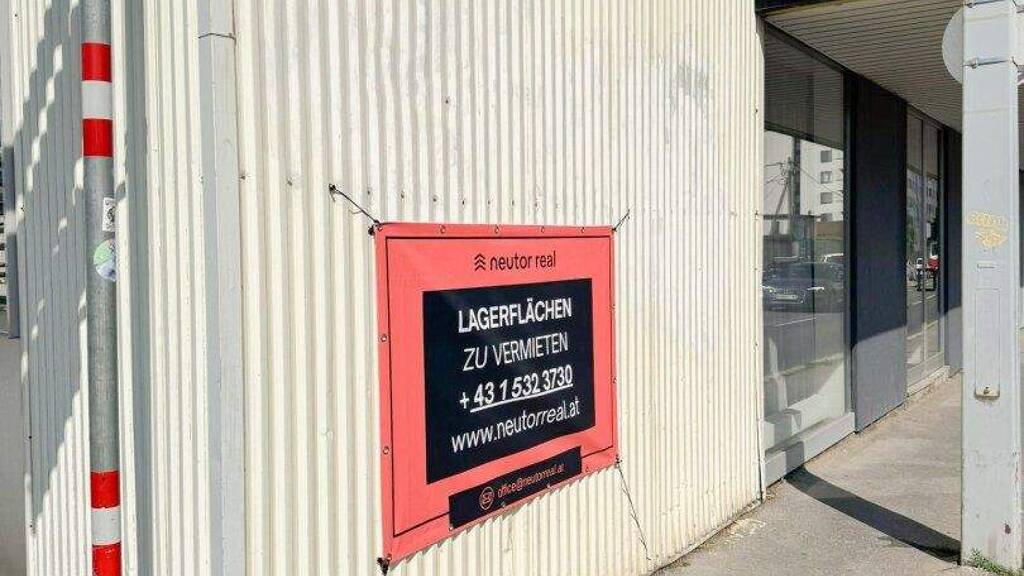 neutor real
LAGERFLÄCHEN
ZU VERMIETEN
+ 43 1 532 3730
www.neutorreal.at
office@neutorreal.at